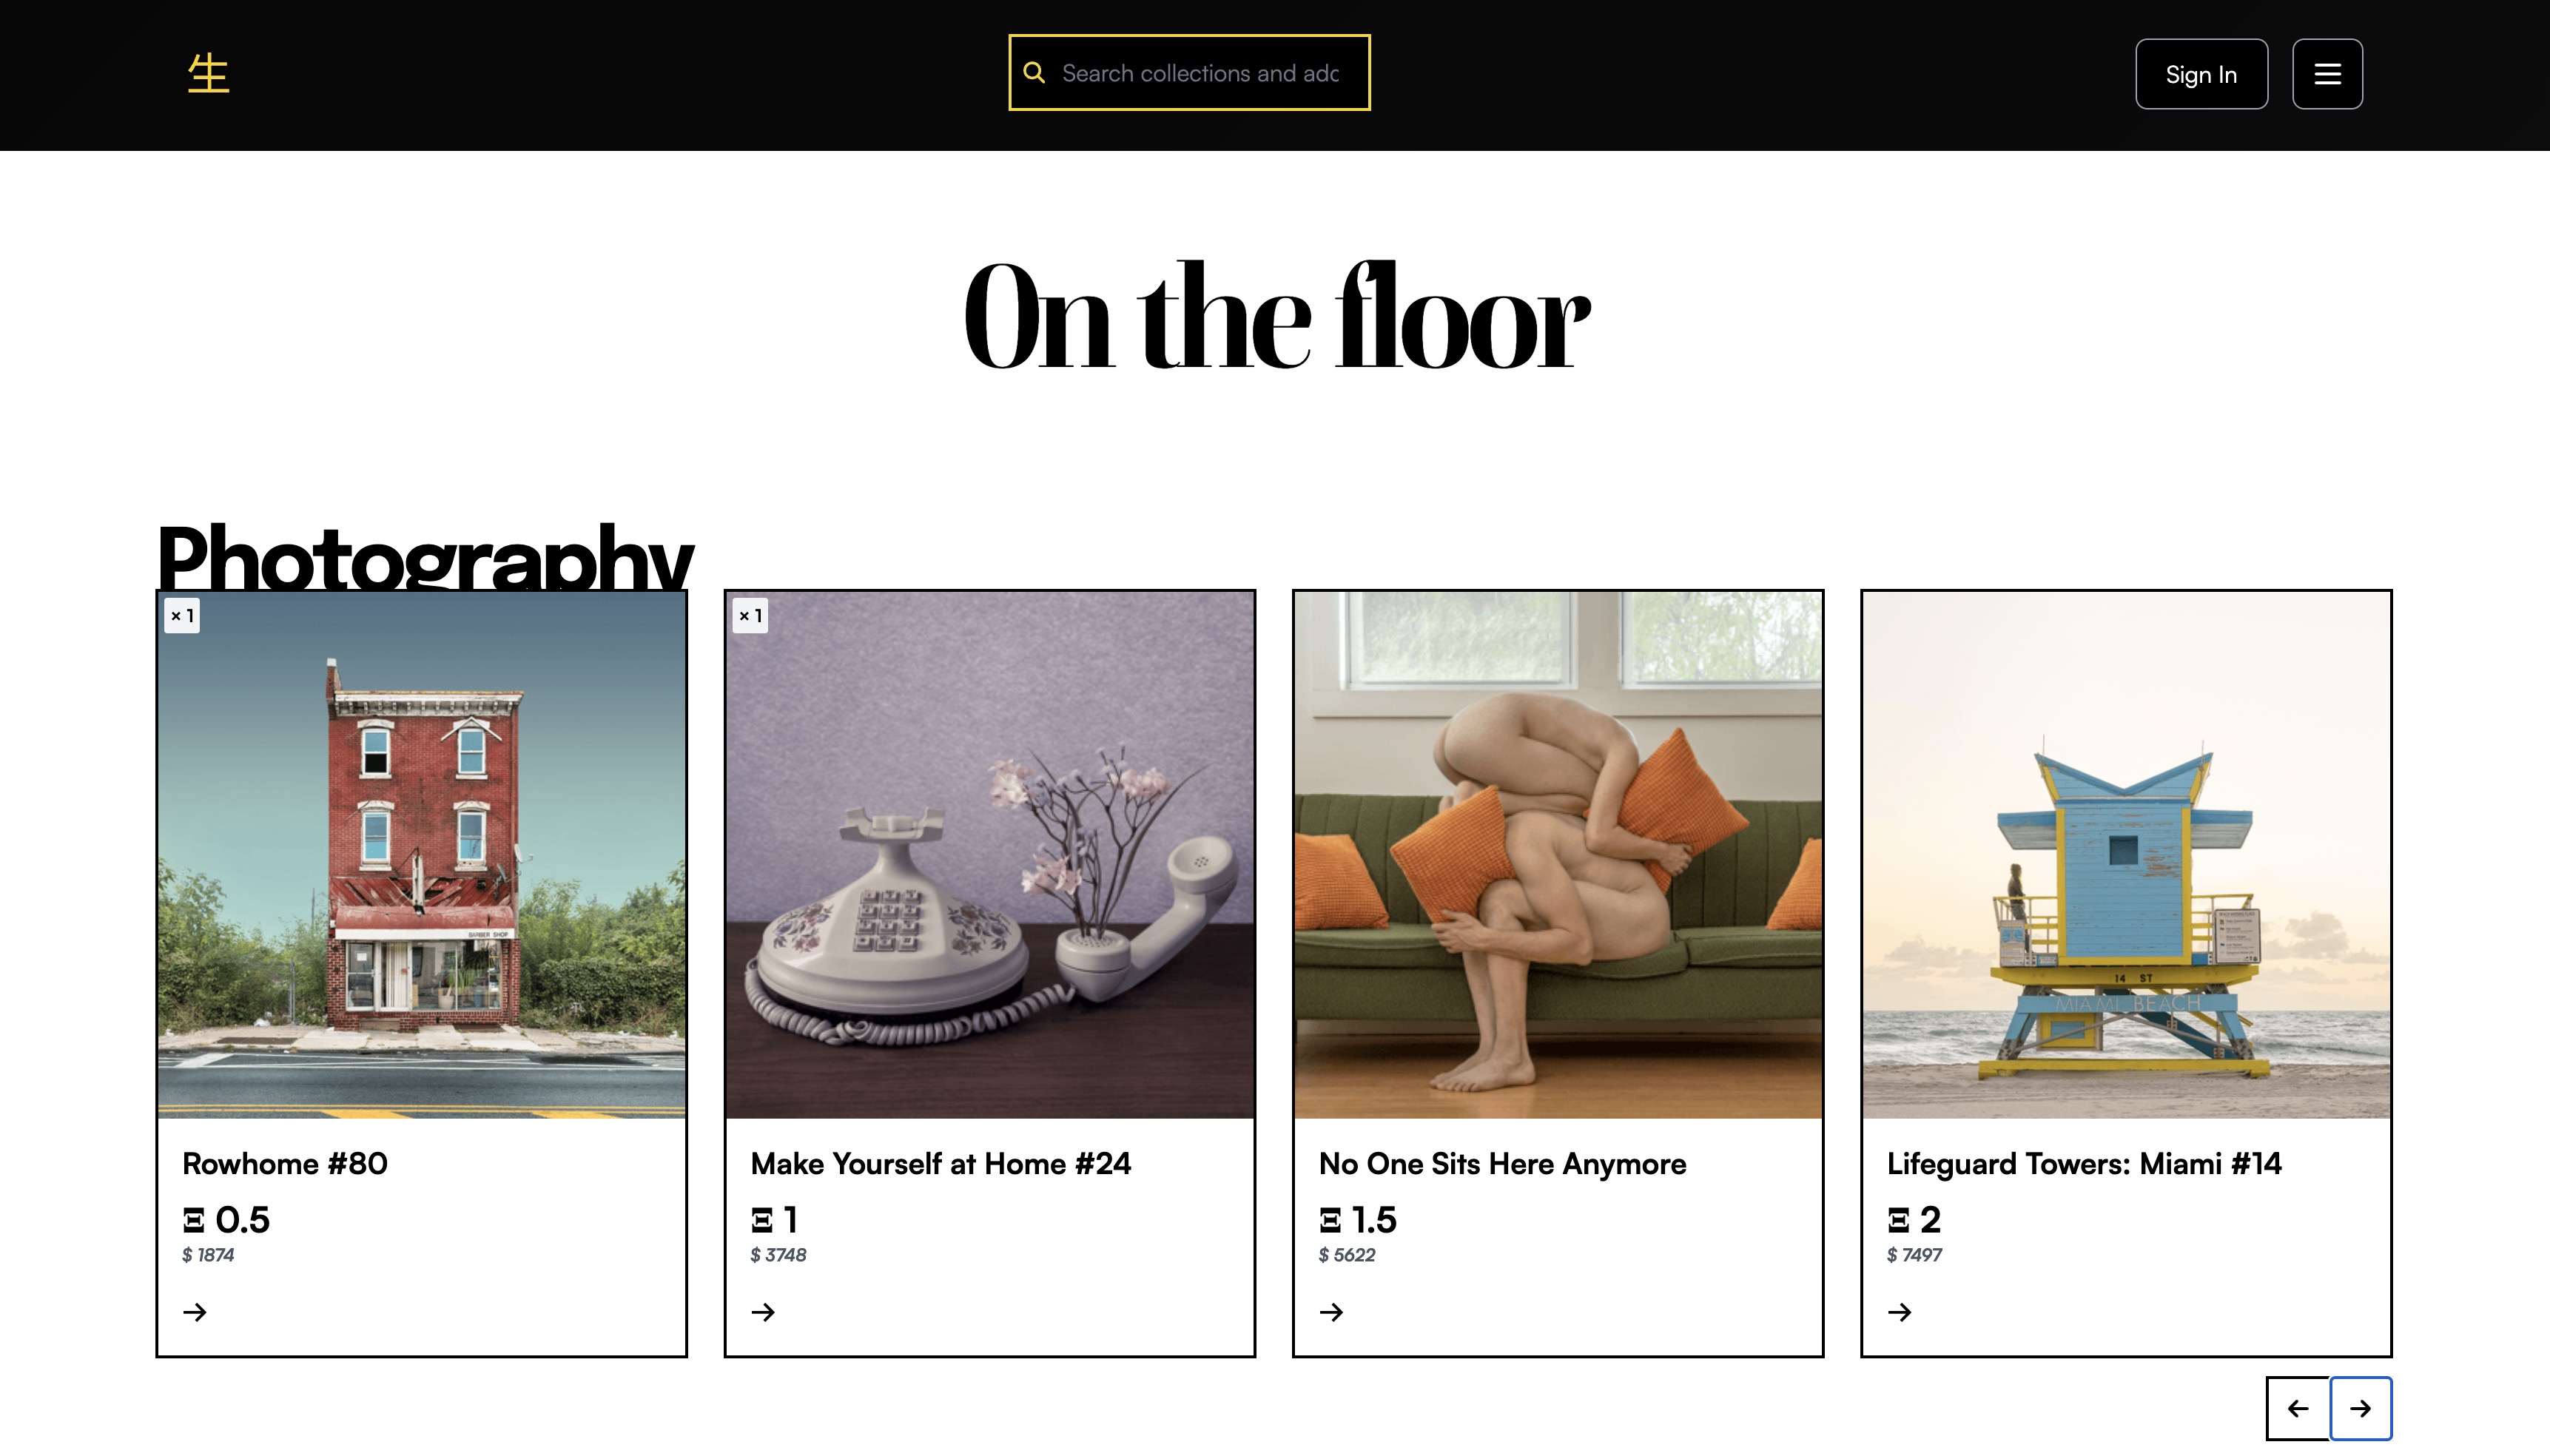 生
Search collections and adc
Sign In
On the floor
Photography
× 1
× 1
BARBER SHOP
14 ST
MIAMI BEACH
Rowhome #80
Ξ 0.5
$ 1874
Make Yourself at Home #24
Ξ 1
$ 3748
No One Sits Here Anymore
Ξ 1.5
$ 5622
Lifeguard Towers: Miami #14
Ξ 2
$ 7497